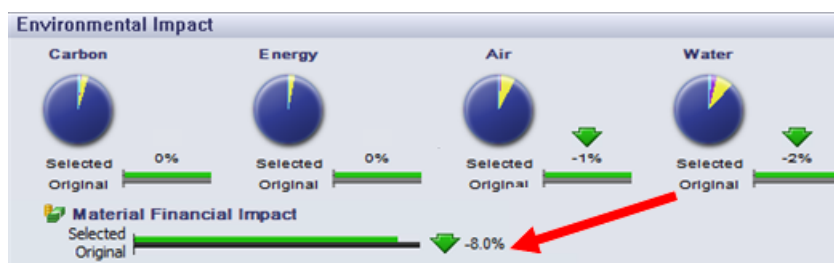 Environmental Impact
Carbon Energy Air Water
0% 0% -1% -2%
Selected Selected Selected Selected
Original Original Original Original
Material Financial Impact
Selected
-8.0%
Original